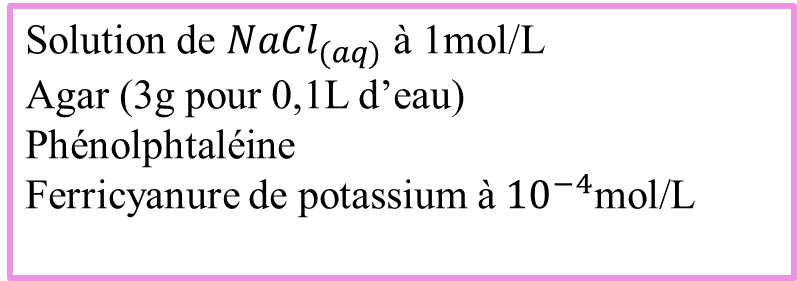 Solution de NaCl₍aq₎ à 1mol/L
Agar (3g pour 0,1L d’eau)
Phénolphtaléine
Ferricyanure de potassium à 10⁻⁴mol/L